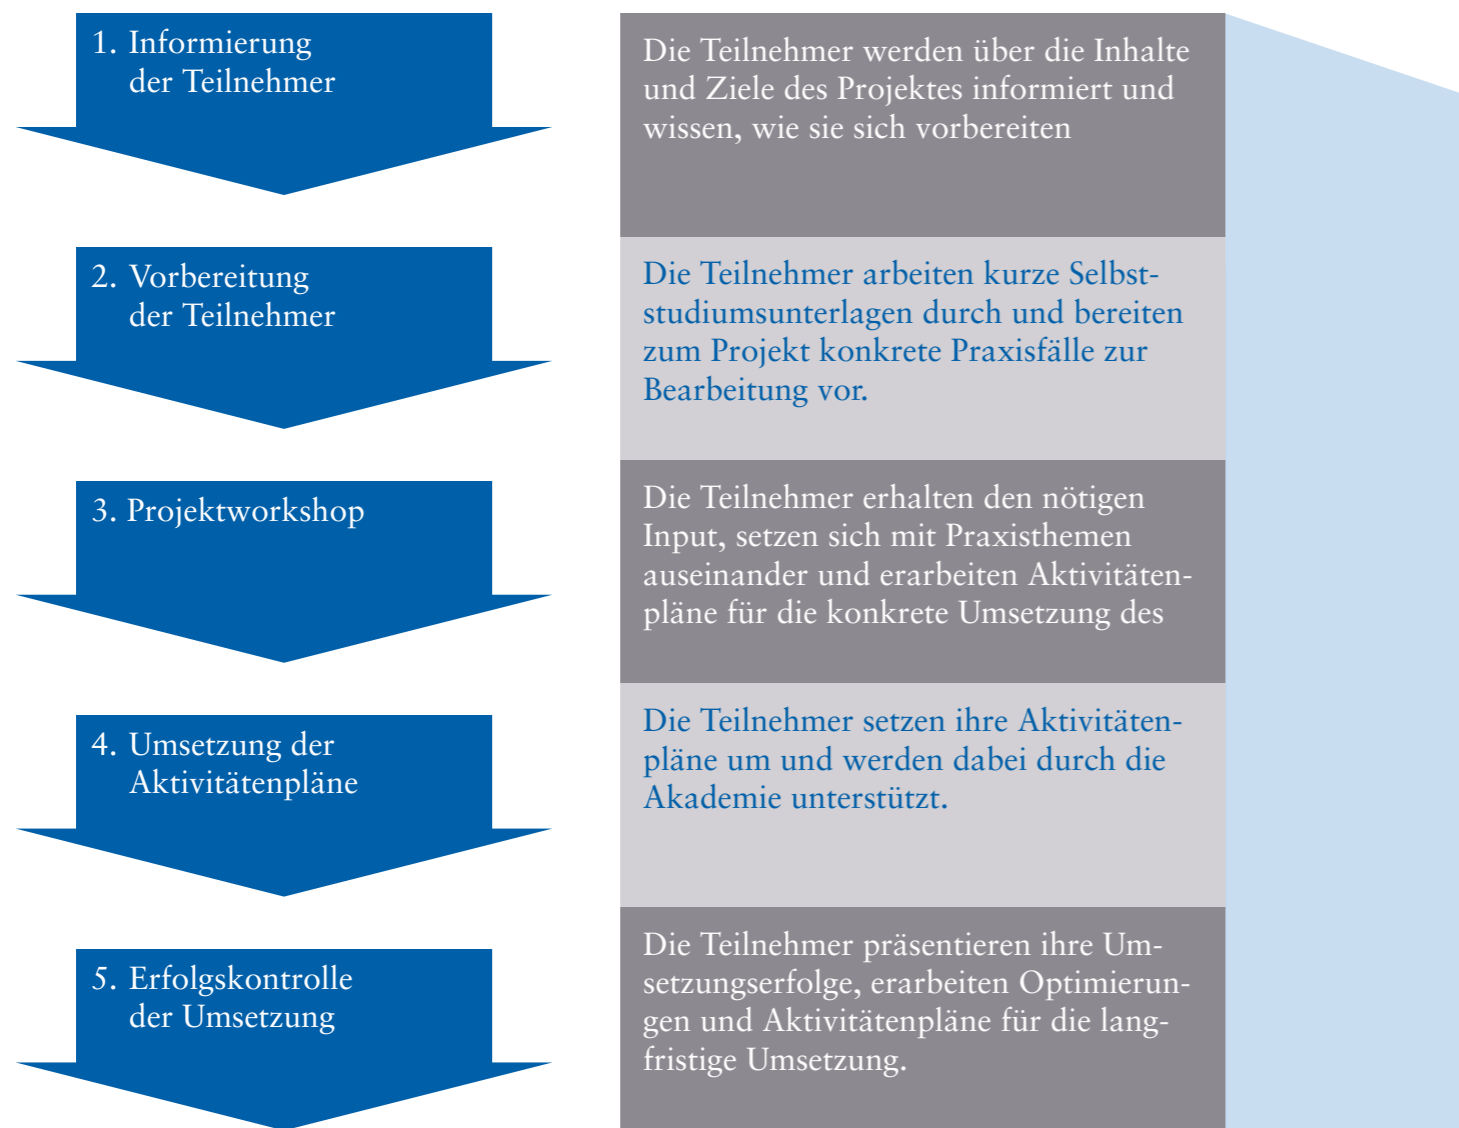 1. Informierung
der Teilnehmer
Die Teilnehmer werden über die Inhalte
und Ziele des Projektes informiert und
wissen, wie sie sich vorbereiten
2. Vorbereitung
der Teilnehmer
Die Teilnehmer arbeiten kurze Selbst-
studiumsunterlagen durch und bereiten
zum Projekt konkrete Praxisfälle zur
Bearbeitung vor.
3. Projektworkshop
Die Teilnehmer erhalten den nötigen
Input, setzen sich mit Praxisthemen
auseinander und erarbeiten Aktivitäten-
pläne für die konkrete Umsetzung des
4. Umsetzung der
Aktivitätenpläne
Die Teilnehmer setzen ihre Aktivitäten-
pläne um und werden dabei durch die
Akademie unterstützt.
5. Erfolgskontrolle
der Umsetzung
Die Teilnehmer präsentieren ihre Um-
setzungserfolge, erarbeiten Optimierun-
gen und Aktivitätenpläne für die lang-
fristige Umsetzung.